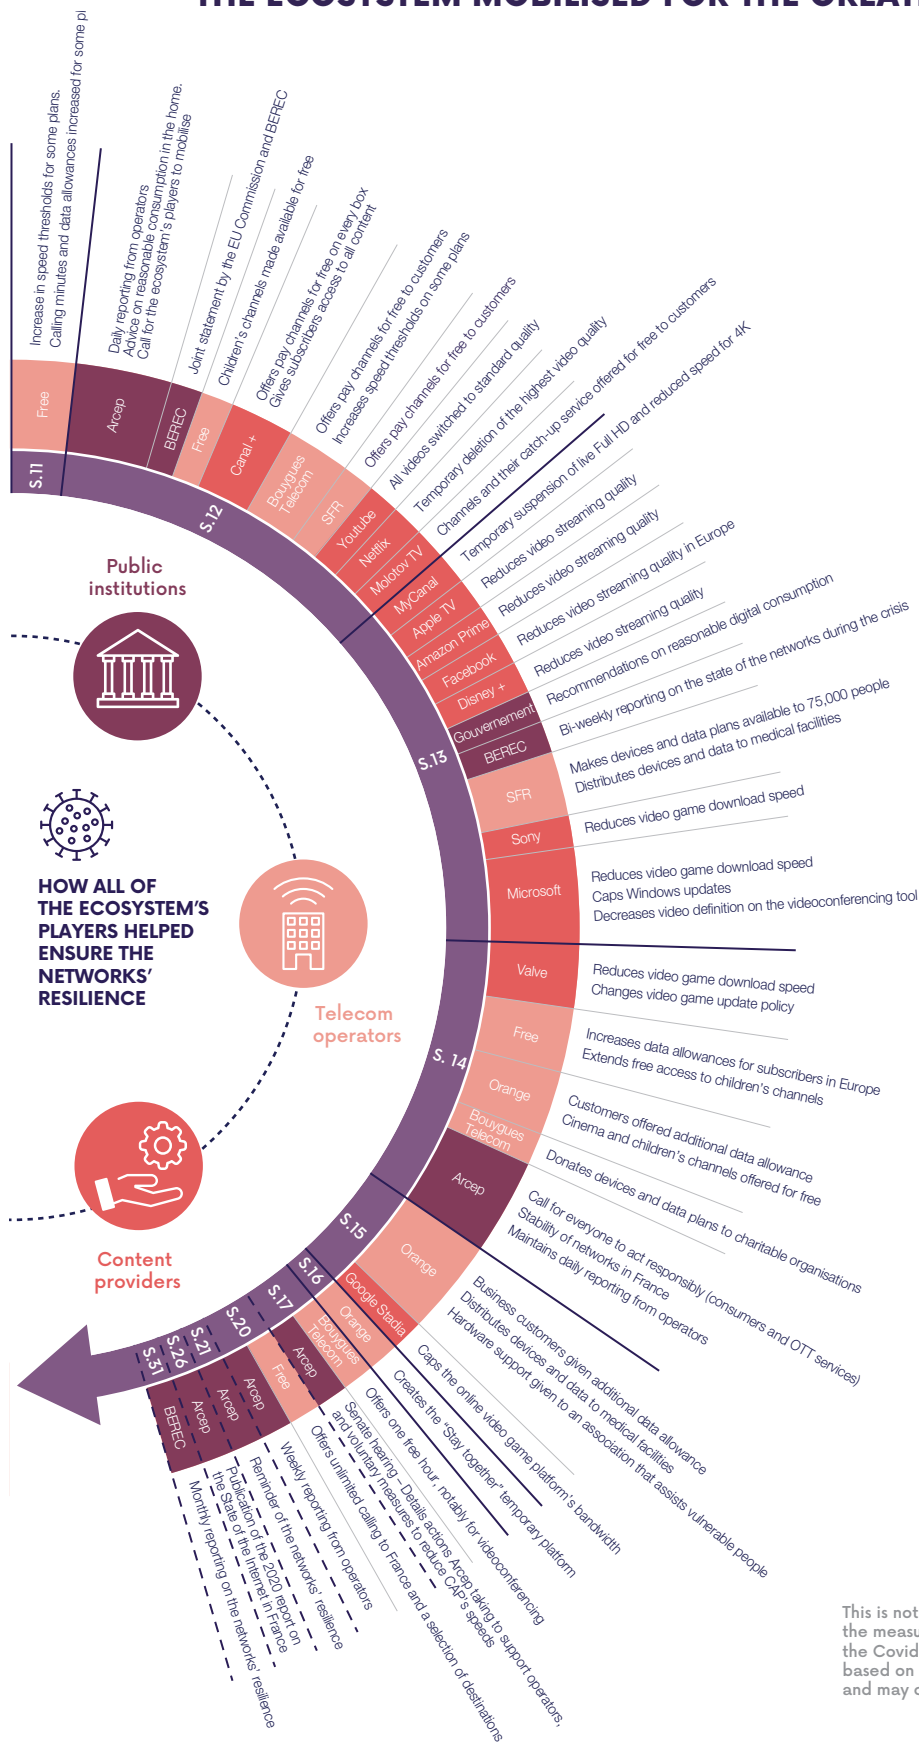 THE ECOSYSTEM MOBILISED FOR THE
S.11
Free
Increase in speed thresholds for some plans.
Calling minutes and data allowances increased for some pl
S.12
Arcep
Daily reporting from operators
Advice on reasonable consumption in the home.
Call for the ecosystem's players to mobilise
BEREC
Joint statement by the EU Commission and BEREC
Free
Children's channels made available for free
Canal +
Offers pay channels for free on every box
Gives subscribers access to all content
Bouygues
Telecom
Offers pay channels for free to customers
Increases speed thresholds on some plans
SFR
Offers pay channels for free to customers
Youtube
All videos switched to standard quality
Netflix
Temporary deletion of the highest video quality
Molotov TV
Channels and their catch-up service offered for free to customers
S.13
MyCanal
Temporary suspension of live Full HD and reduced speed for 4K
Apple TV
Reduces video streaming quality
Amazon Prime
Reduces video streaming quality
Facebook
Reduces video streaming quality in Europe
Disney +
Reduces video streaming quality
Gouvernement
Recommendations on reasonable digital consumption
BEREC
Bi-weekly reporting on the state of the networks during the crisis
SFR
Makes devices and data plans available to 75,000 people
Distributes devices and data to medical facilities
Sony
Reduces video game download speed
Microsoft
Reduces video game download speed
Caps Windows updates
Decreases video definition on the videoconferencing tool
S. 14
Valve
Reduces video game download speed
Changes video game update policy
Free
Increases data allowances for subscribers in Europe
Extends free access to children's channels
Orange
Customers offered additional data allowance
Cinema and children's channels offered for free
Bouygues
Telecom
Donates devices and data plans to charitable organisations
Arcep
Call for everyone to act responsibly (consumers and OTT services)
Stability of networks in France
Maintains daily reporting from operators
S.15
Orange
Business customers given additional data allowance
Distributes devices and data to medical facilities
Hardware support given to an association that assists vulnerable people
Google Stadia
Caps the online video game platform's bandwidth
S.16
Orange
Creates the "Stay together" temporary platform
S.17
Bouygues
Telecom
Offers one free hour, notably for videoconferencing
Arcep
Senate hearing – Details actions Arcep taking to support operators,
and voluntary measures to reduce CAP's speeds
S.20
Free
Offers unlimited calling to France and a selection of destinations
Arcep
Weekly reporting from operators
S.21
Arcep
Reminder of the networks' resilience
S.26
Arcep
Publication of the 2020 report on
the State of the Internet in France
S.31
BEREC
Monthly reporting on the networks' resilience
Public
institutions
HOW ALL OF
THE ECOSYSTEM'S
PLAYERS HELPED
ENSURE THE
NETWORKS'
RESILIENCE
Telecom
operators
Content
providers
This is not
the measu
the Covid
based on
and may